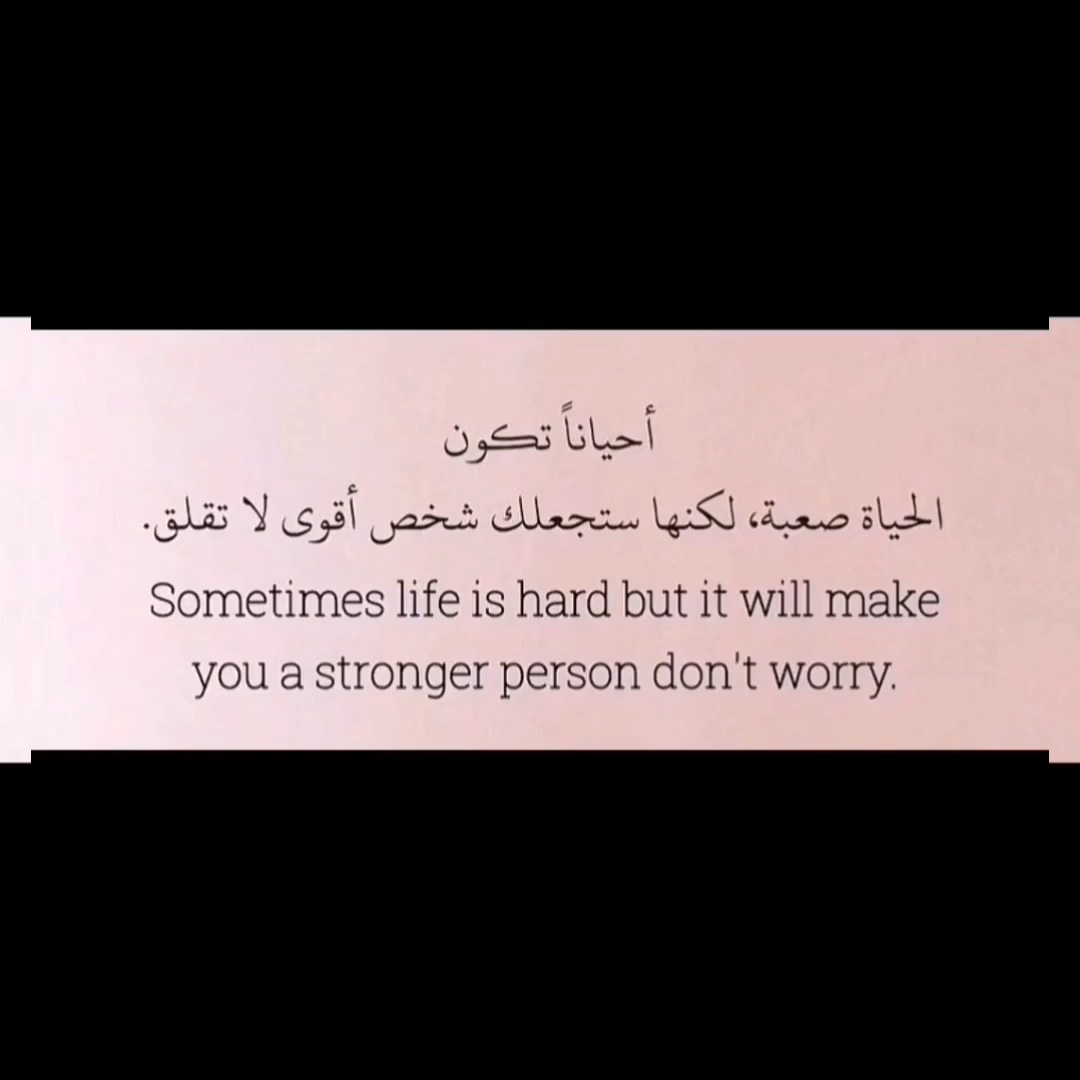 أحياناً تكون
الحياة صعبة، لكنها ستجعلك شخص أقوى لا تقلق.
Sometimes life is hard but it will make
you a stronger person don't worry.